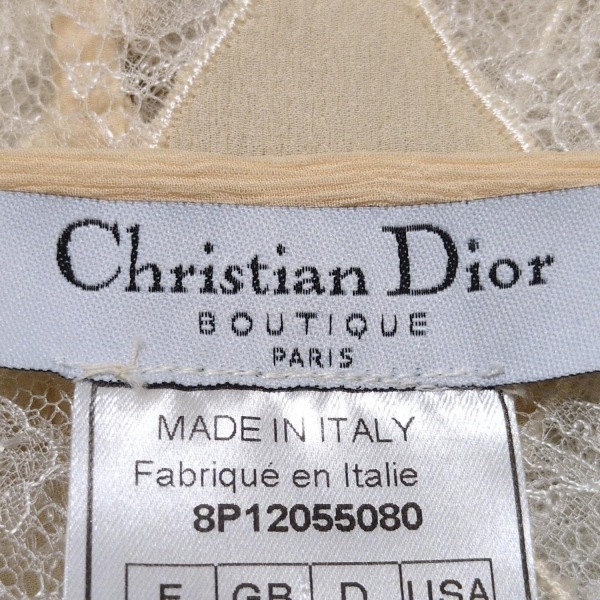 Christian Dior
BOUTIQUE
PARIS
MADE IN ITALY
Fabriqué en Italie
8P12055080
F GB D USA